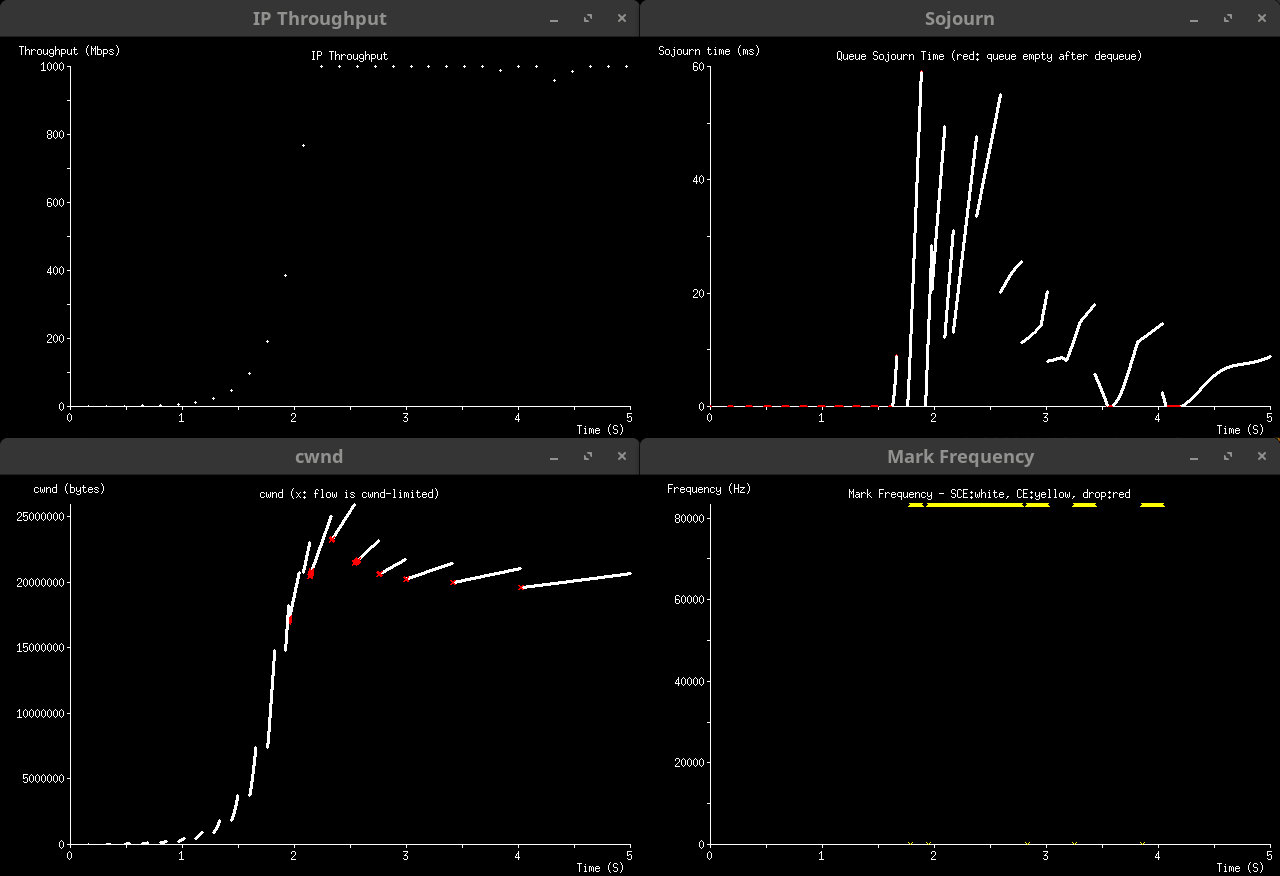 IP Throughput
Throughput (Mbps)
IP Throughput
1000
800
600
400
200
0
0
1
2
3
4
5
Time (S)
Sojourn
Sojourn time (ms)
Queue Sojourn Time (red: queue empty after dequeue)
60
40
20
0
0
1
2
3
4
5
Time (S)
cwnd
cwnd (bytes)
cwnd (x: flow is cwnd-limited)
25000000
20000000
15000000
10000000
5000000
0
0
1
2
3
4
5
Time (S)
Mark Frequency
Frequency (Hz)
Mark Frequency - SCE:white, CE:yellow, drop:red
80000
60000
40000
20000
0
0
1
2
3
4
5
Time (S)